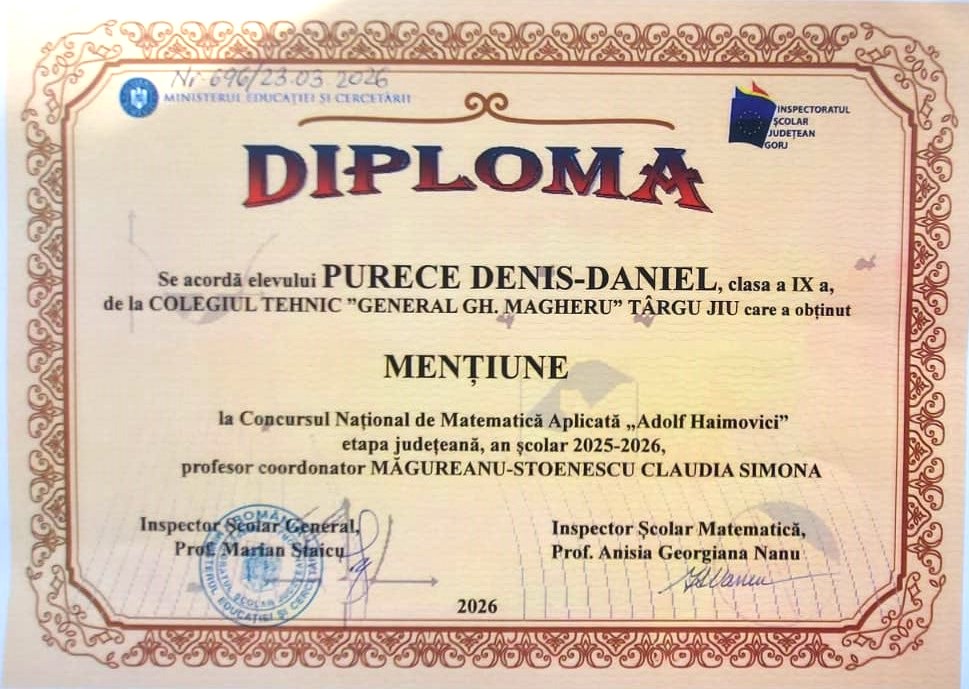 Nr 696/23.03.2026
MINISTERUL EDUCAȚIEI ȘI CERCETĂRII
INSPECTORATUL
ȘCOLAR
JUDEȚEAN
GORJ
DIPLOMA
Se acordă elevului PURECE DENIS-DANIEL, clasa a IX a,
de la COLEGIUL TEHNIC ”GENERAL GH. MAGHERU” TÂRGU JIU care a obținut
MENȚIUNE
la Concursul Național de Matematică Aplicată „Adolf Haimovici”
etapa județeană, an școlar 2025-2026,
profesor coordonator MĂGUREANU-STOENESCU CLAUDIA SIMONA
Inspector Școlar General,
Prof. Marian Staicu
Inspector Școlar Matematică,
Prof. Anisia Georgiana Nanu
ROMÂNIA
2026